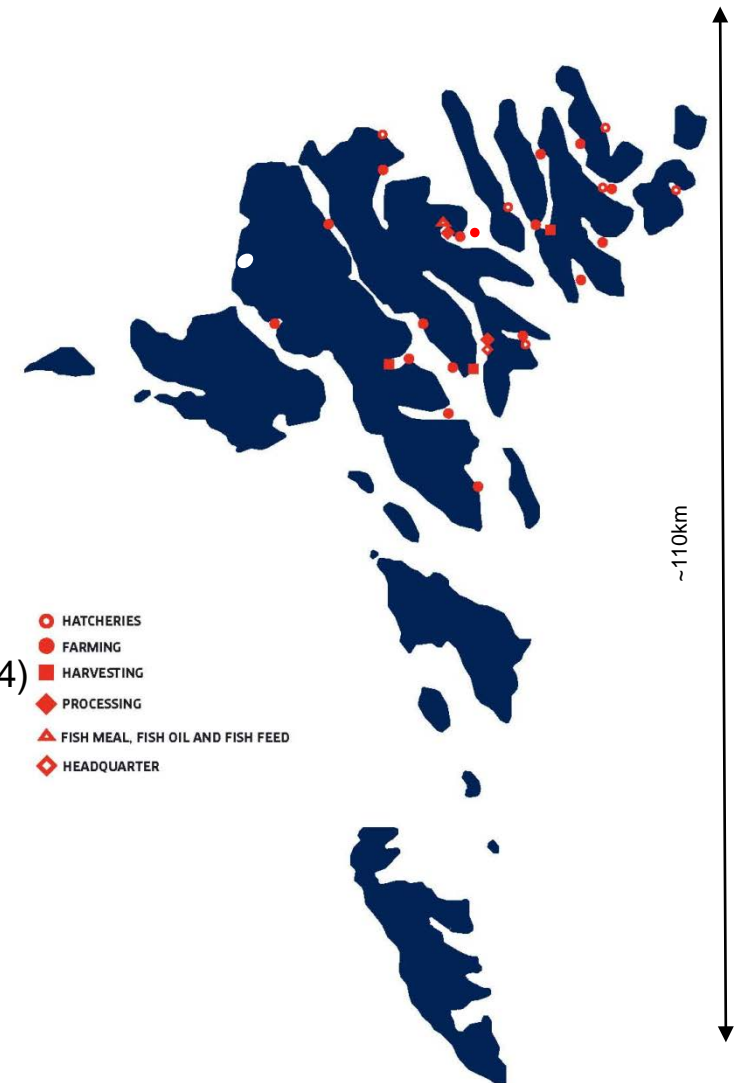 ~110km
HATCHERIES
FARMING
4) HARVESTING
PROCESSING
FISH MEAL, FISH OIL AND FISH FEED
HEADQUARTER